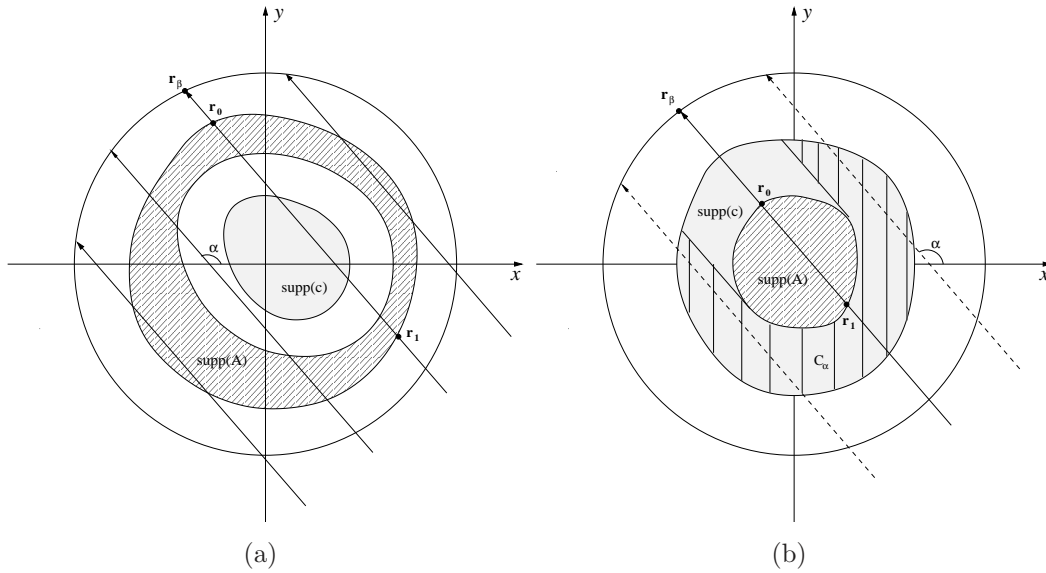 y
r_β
r_0
α
x
supp(c)
supp(A)
r_1
(a)
y
r_β
r_0
supp(c)
α
x
supp(A)
r_1
C_α
(b)